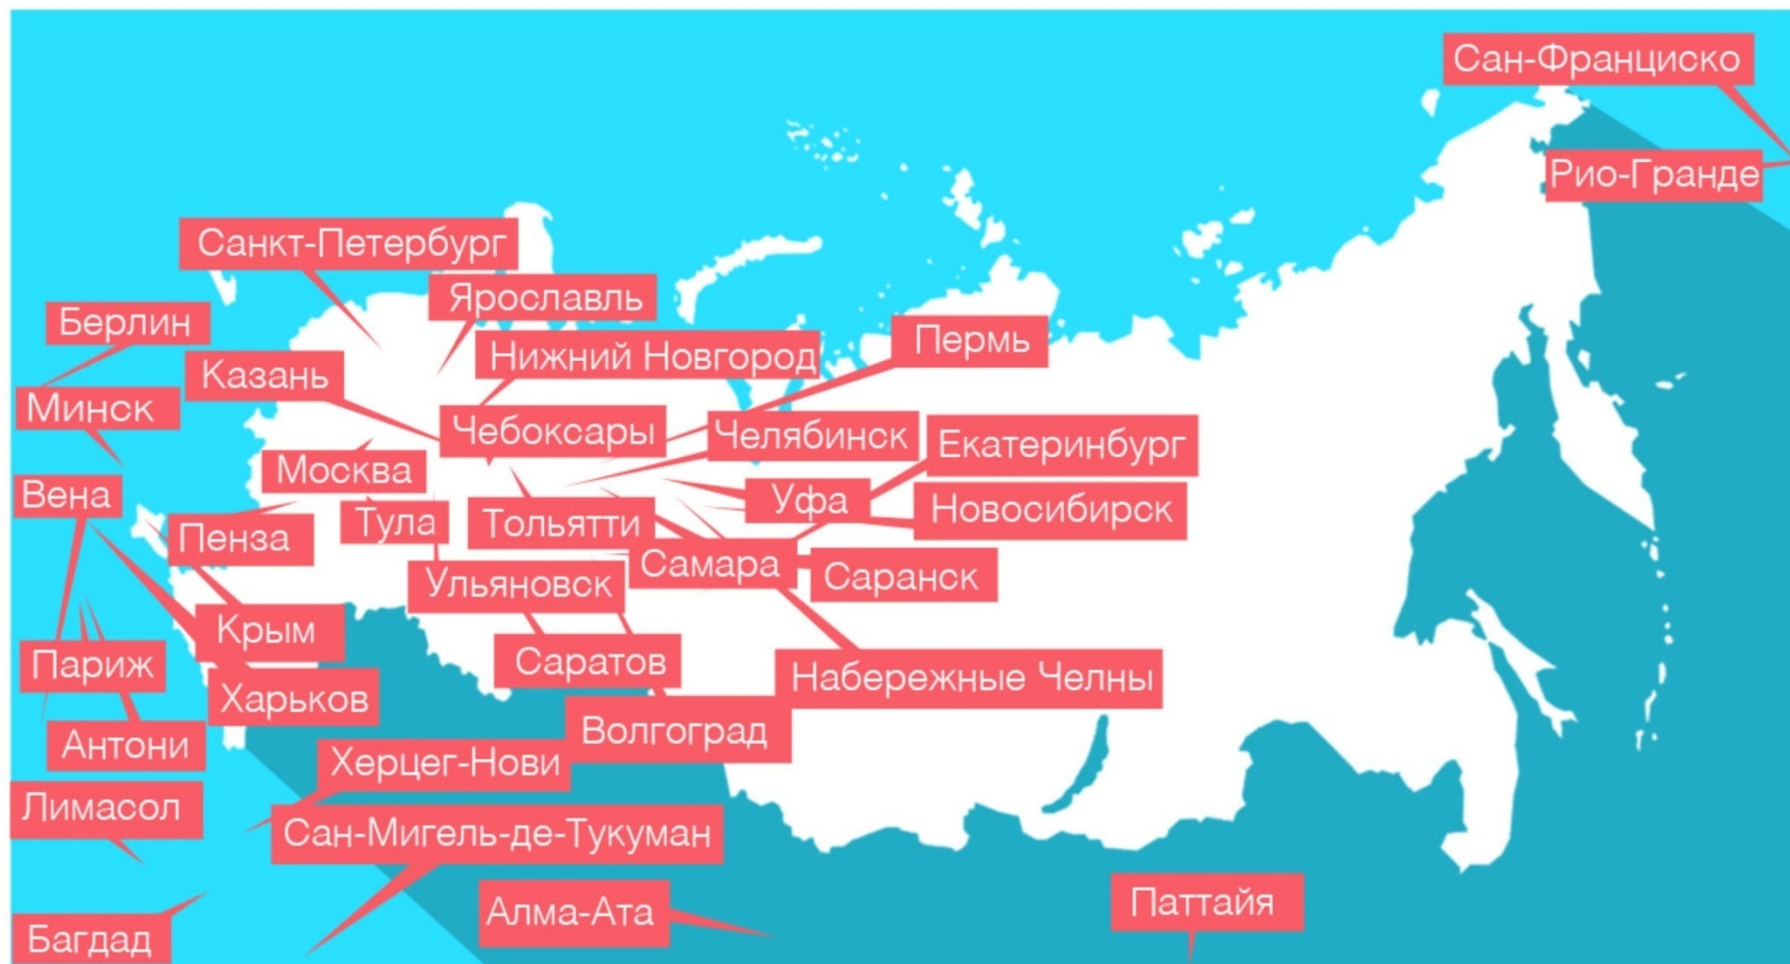 Сан-Франциско
Рио-Гранде
Санкт-Петербург
Ярославль
Берлин
Нижний Новгород
Пермь
Казань
Минск
Чебоксары
Челябинск
Екатеринбург
Москва
Вена
Уфа
Новосибирск
Тула
Тольятти
Пенза
Самара
Саранск
Ульяновск
Крым
Париж
Саратов
Набережные Челны
Харьков
Антони
Волгоград
Херцег-Нови
Лимасол
Сан-Мигель-де-Тукуман
Алма-Ата
Паттайя
Багдад